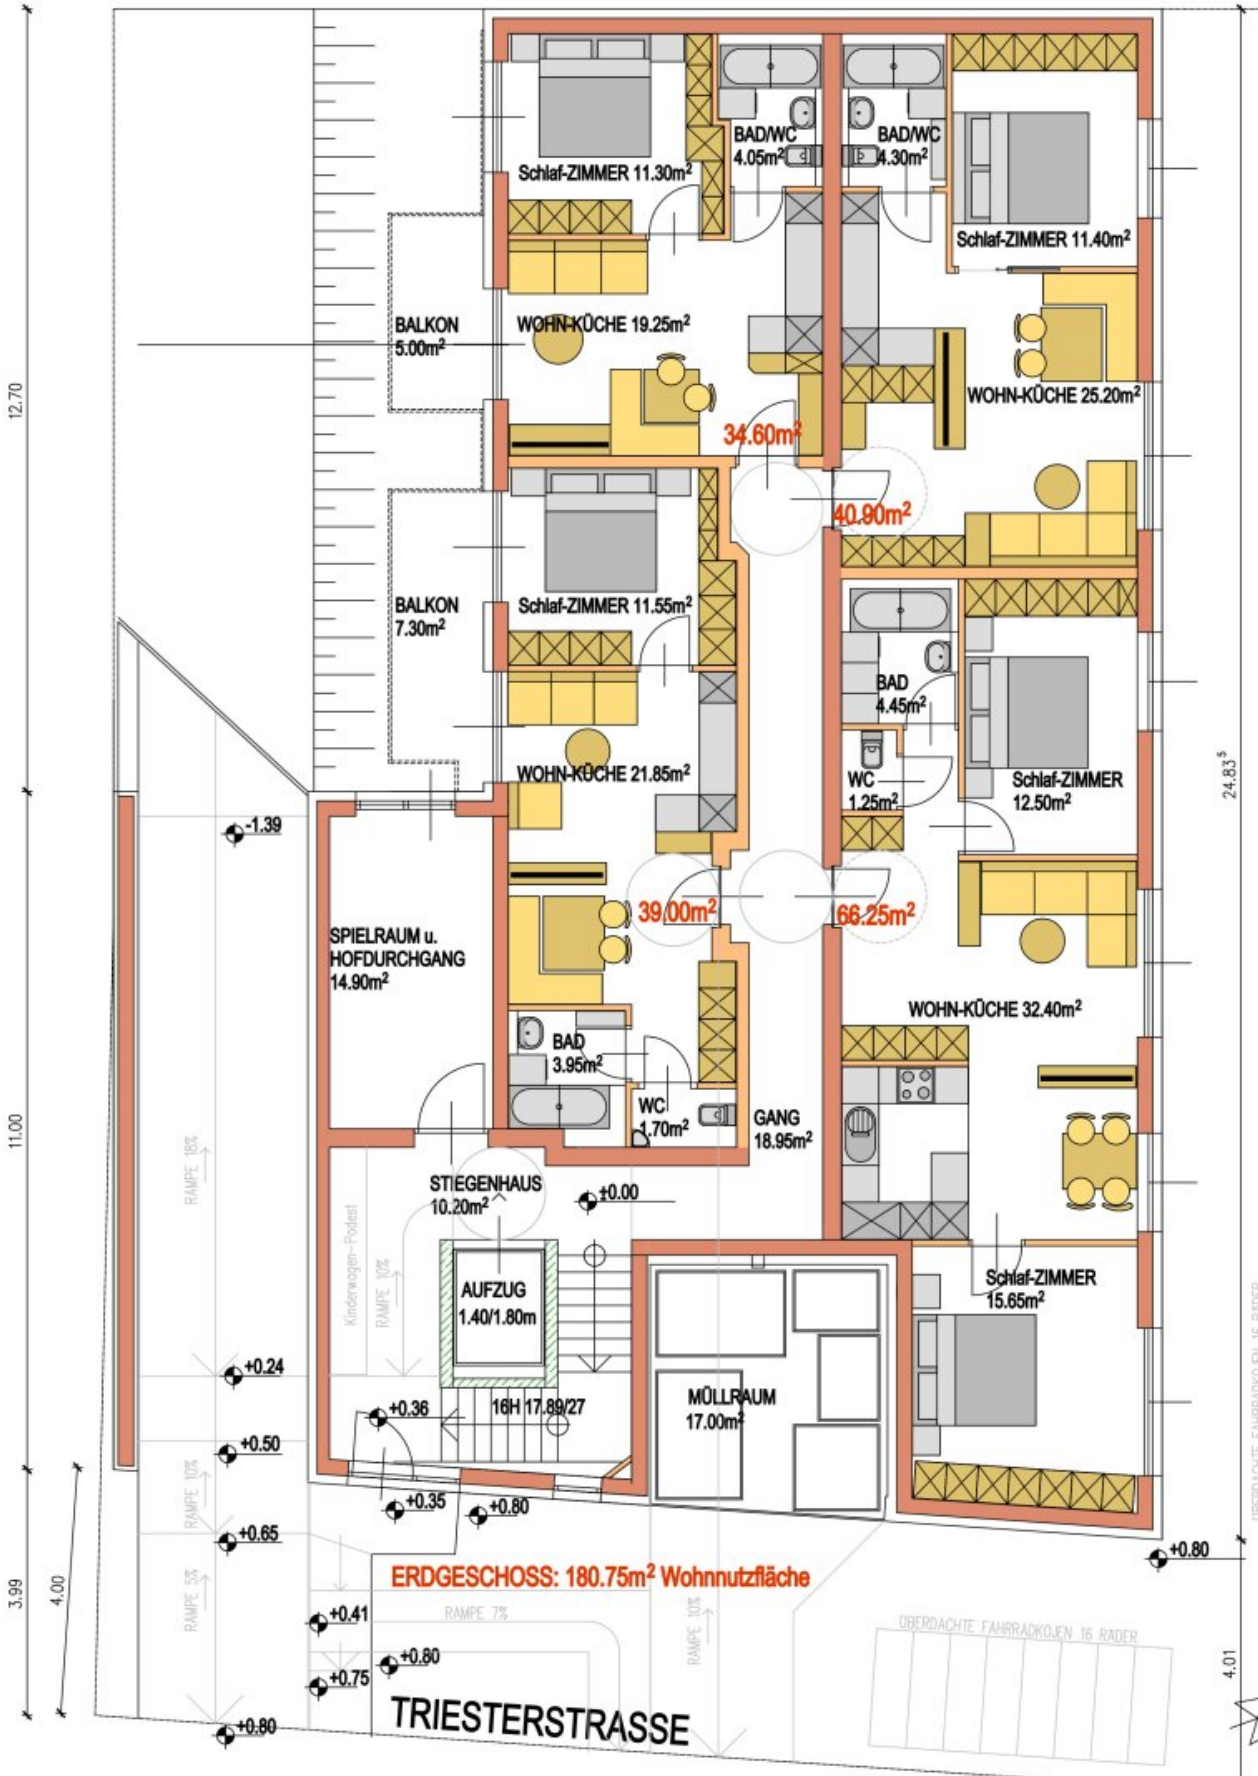 BAD/WC
4.05m²
BAD/WC
4.30m²
Schlaf-ZIMMER 11.30m²
Schlaf-ZIMMER 11.40m²
BALKON
5.00m²
WOHN-KÜCHE 19.25m²
WOHN-KÜCHE 25.20m²
12.70
34.60m²
40.90m²
BALKON
7.30m²
Schlaf-ZIMMER 11.55m²
BAD
4.45m²
WOHN-KÜCHE 21.85m²
WC
1.25m²
Schlaf-ZIMMER
12.50m²
24.83⁵
-1.39
39.00m²
66.25m²
SPIELRAUM u.
HOFDURCHGANG
14.90m²
WOHN-KÜCHE 32.40m²
BAD
3.95m²
WC
1.70m²
GANG
18.95m²
11.00
RAMPE 18%
STIEGENHAUS
10.20m²
±0.00
Kinderwagen-Podest
RAMPE 10%
AUFZUG
1.40/1.80m
Schlaf-ZIMMER
15.65m²
+0.24
+0.36
16H 17.89/27
MÜLLRAUM
17.00m²
+0.50
RAMPE 10%
+0.35
+0.80
+0.65
+0.80
ERDGESCHOSS: 180.75m² Wohnnutzfläche
3.99
4.00
RAMPE 5%
+0.41
RAMPE 7%
RAMPE 10%
ÜBERDACHTE FAHRRADKOJEN 16 RÄDER
ÜBERDACHTE FAHRRADKOJEN 16 RÄDER
+0.80
+0.75
4.01
TRIESTERSTRASSE
+0.80